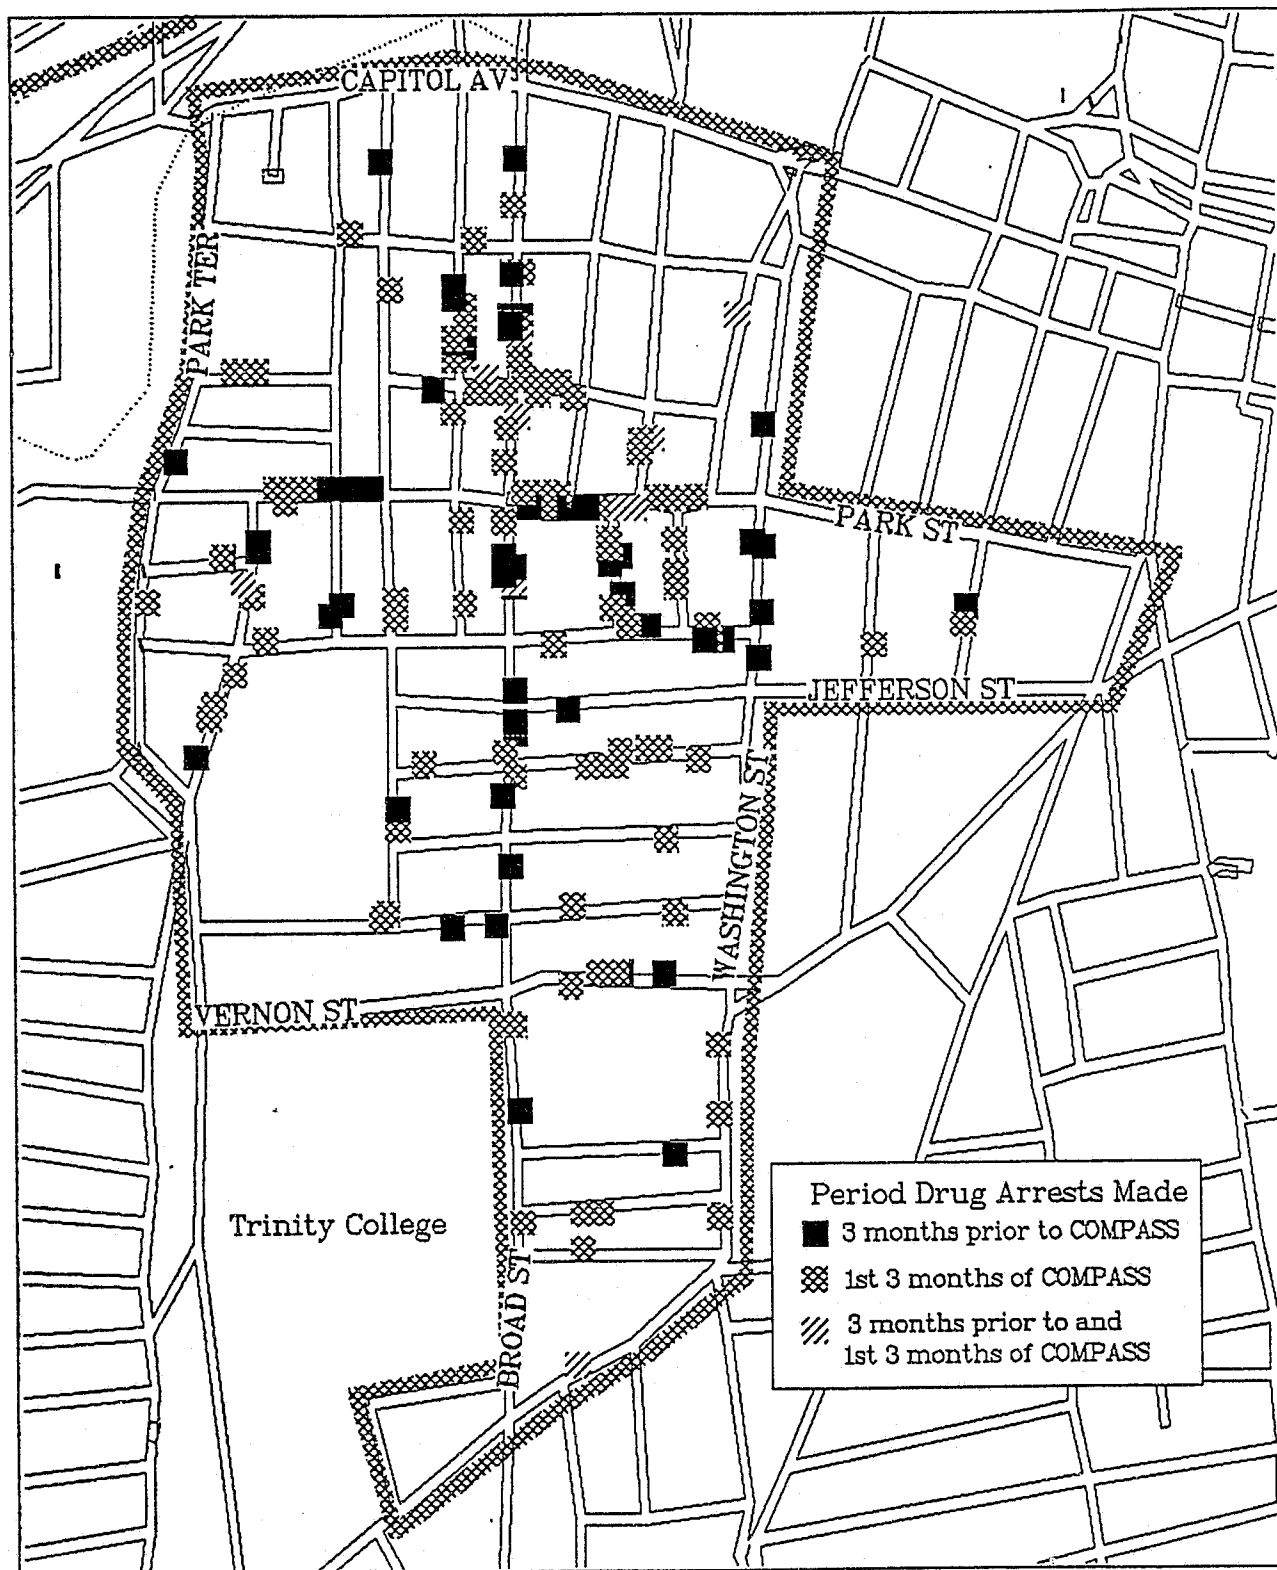 CAPITOL AV
PARK TER
PARK ST
JEFFERSON ST
WASHINGTON ST
VERNON ST
Trinity College
BROAD ST
Period Drug Arrests Made
3 months prior to COMPASS
1st 3 months of COMPASS
3 months prior to and
1st 3 months of COMPASS